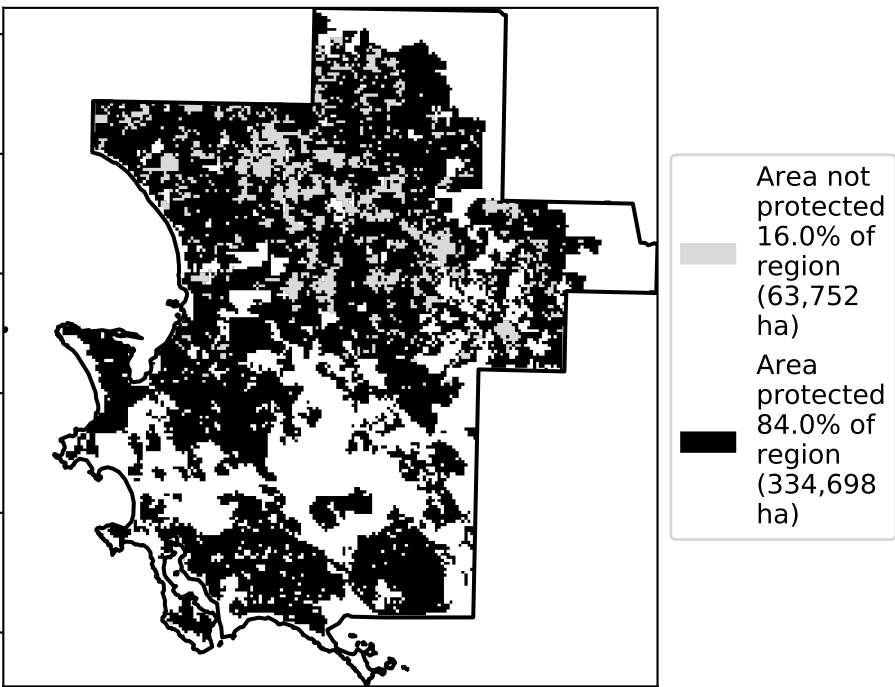 Area not
protected
16.0% of
region
(63,752
ha)
Area
protected
84.0% of
region
(334,698
ha)